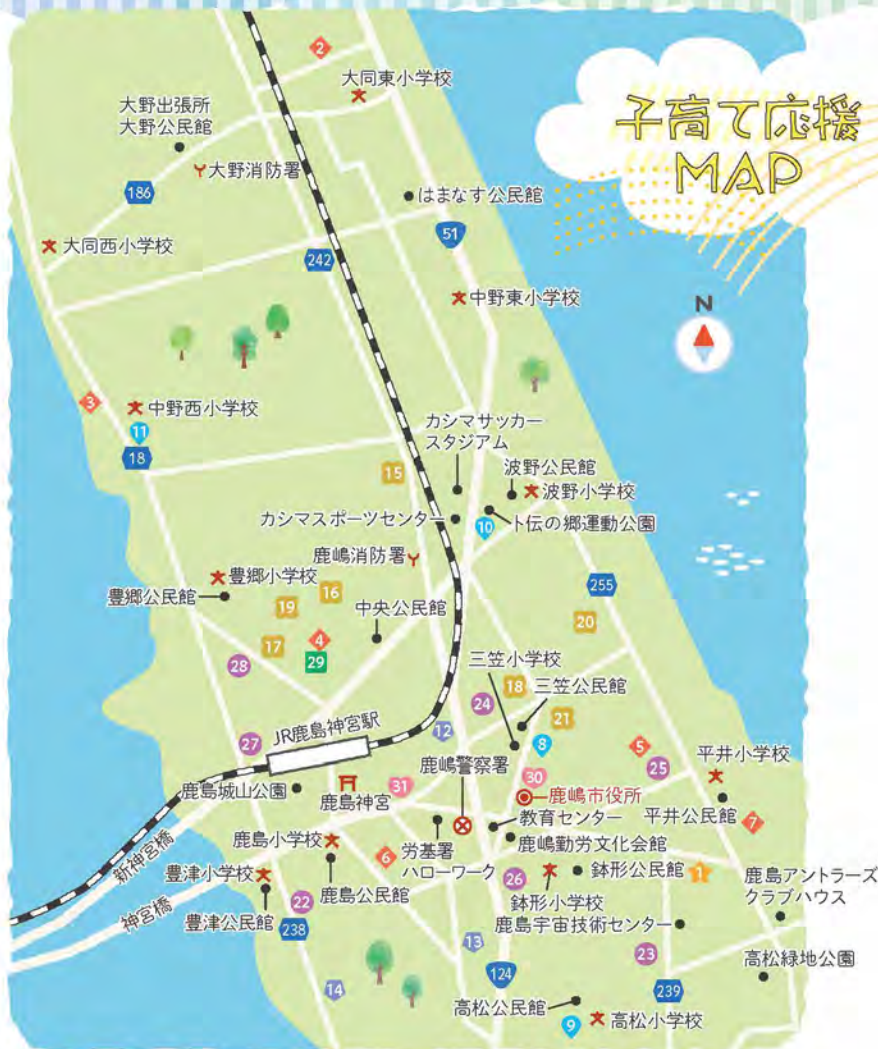 子育て応援
MAP
2
大同東小学校
大野出張所
大野公民館
大野消防署
186
はまなす公民館
51
大同西小学校
242
中野東小学校
N
3
中野西小学校
11
18
カシマサッカー
スタジアム
15
波野公民館
波野小学校
カシマスポーツセンター
10
卜伝の郷運動公園
鹿嶋消防署
豊郷小学校
豊郷公民館
16
19
中央公民館
255
20
17
4
29
28
三笠小学校
18
三笠公民館
24
21
27
JR鹿島神宮駅
12
8
鹿嶋警察署
5
25
平井小学校
鹿島城山公園
鹿島神宮
31
30
鹿嶋市役所
平井公民館
教育センター
7
新神宮橋
鹿島小学校
労基署
ハローワーク
鹿嶋勤労文化会館
6
豊津小学校
鹿島公民館
26
鉢形公民館
1
鹿島アントラーズ
クラブハウス
神宮橋
豊津公民館
22
鉢形小学校
鹿島宇宙技術センター
238
13
23
高松緑地公園
124
14
239
高松公民館
9
高松小学校